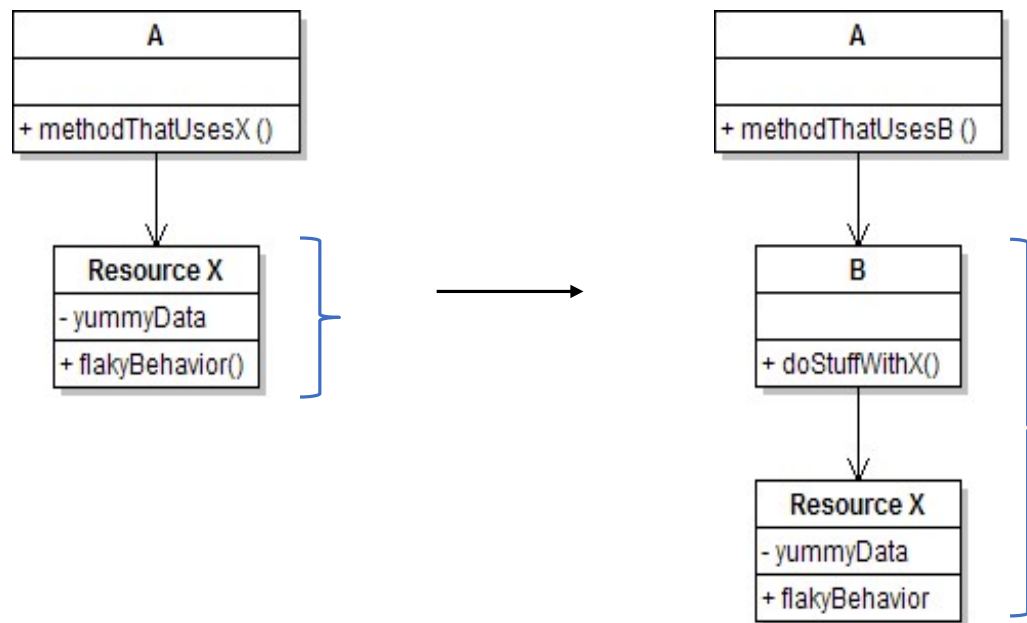 A
+ methodThatUsesX ()
Resource X
- yummyData
+ flakyBehavior()
A
+ methodThatUsesB ()
B
+ doStuffWithX()
Resource X
- yummyData
+ flakyBehavior